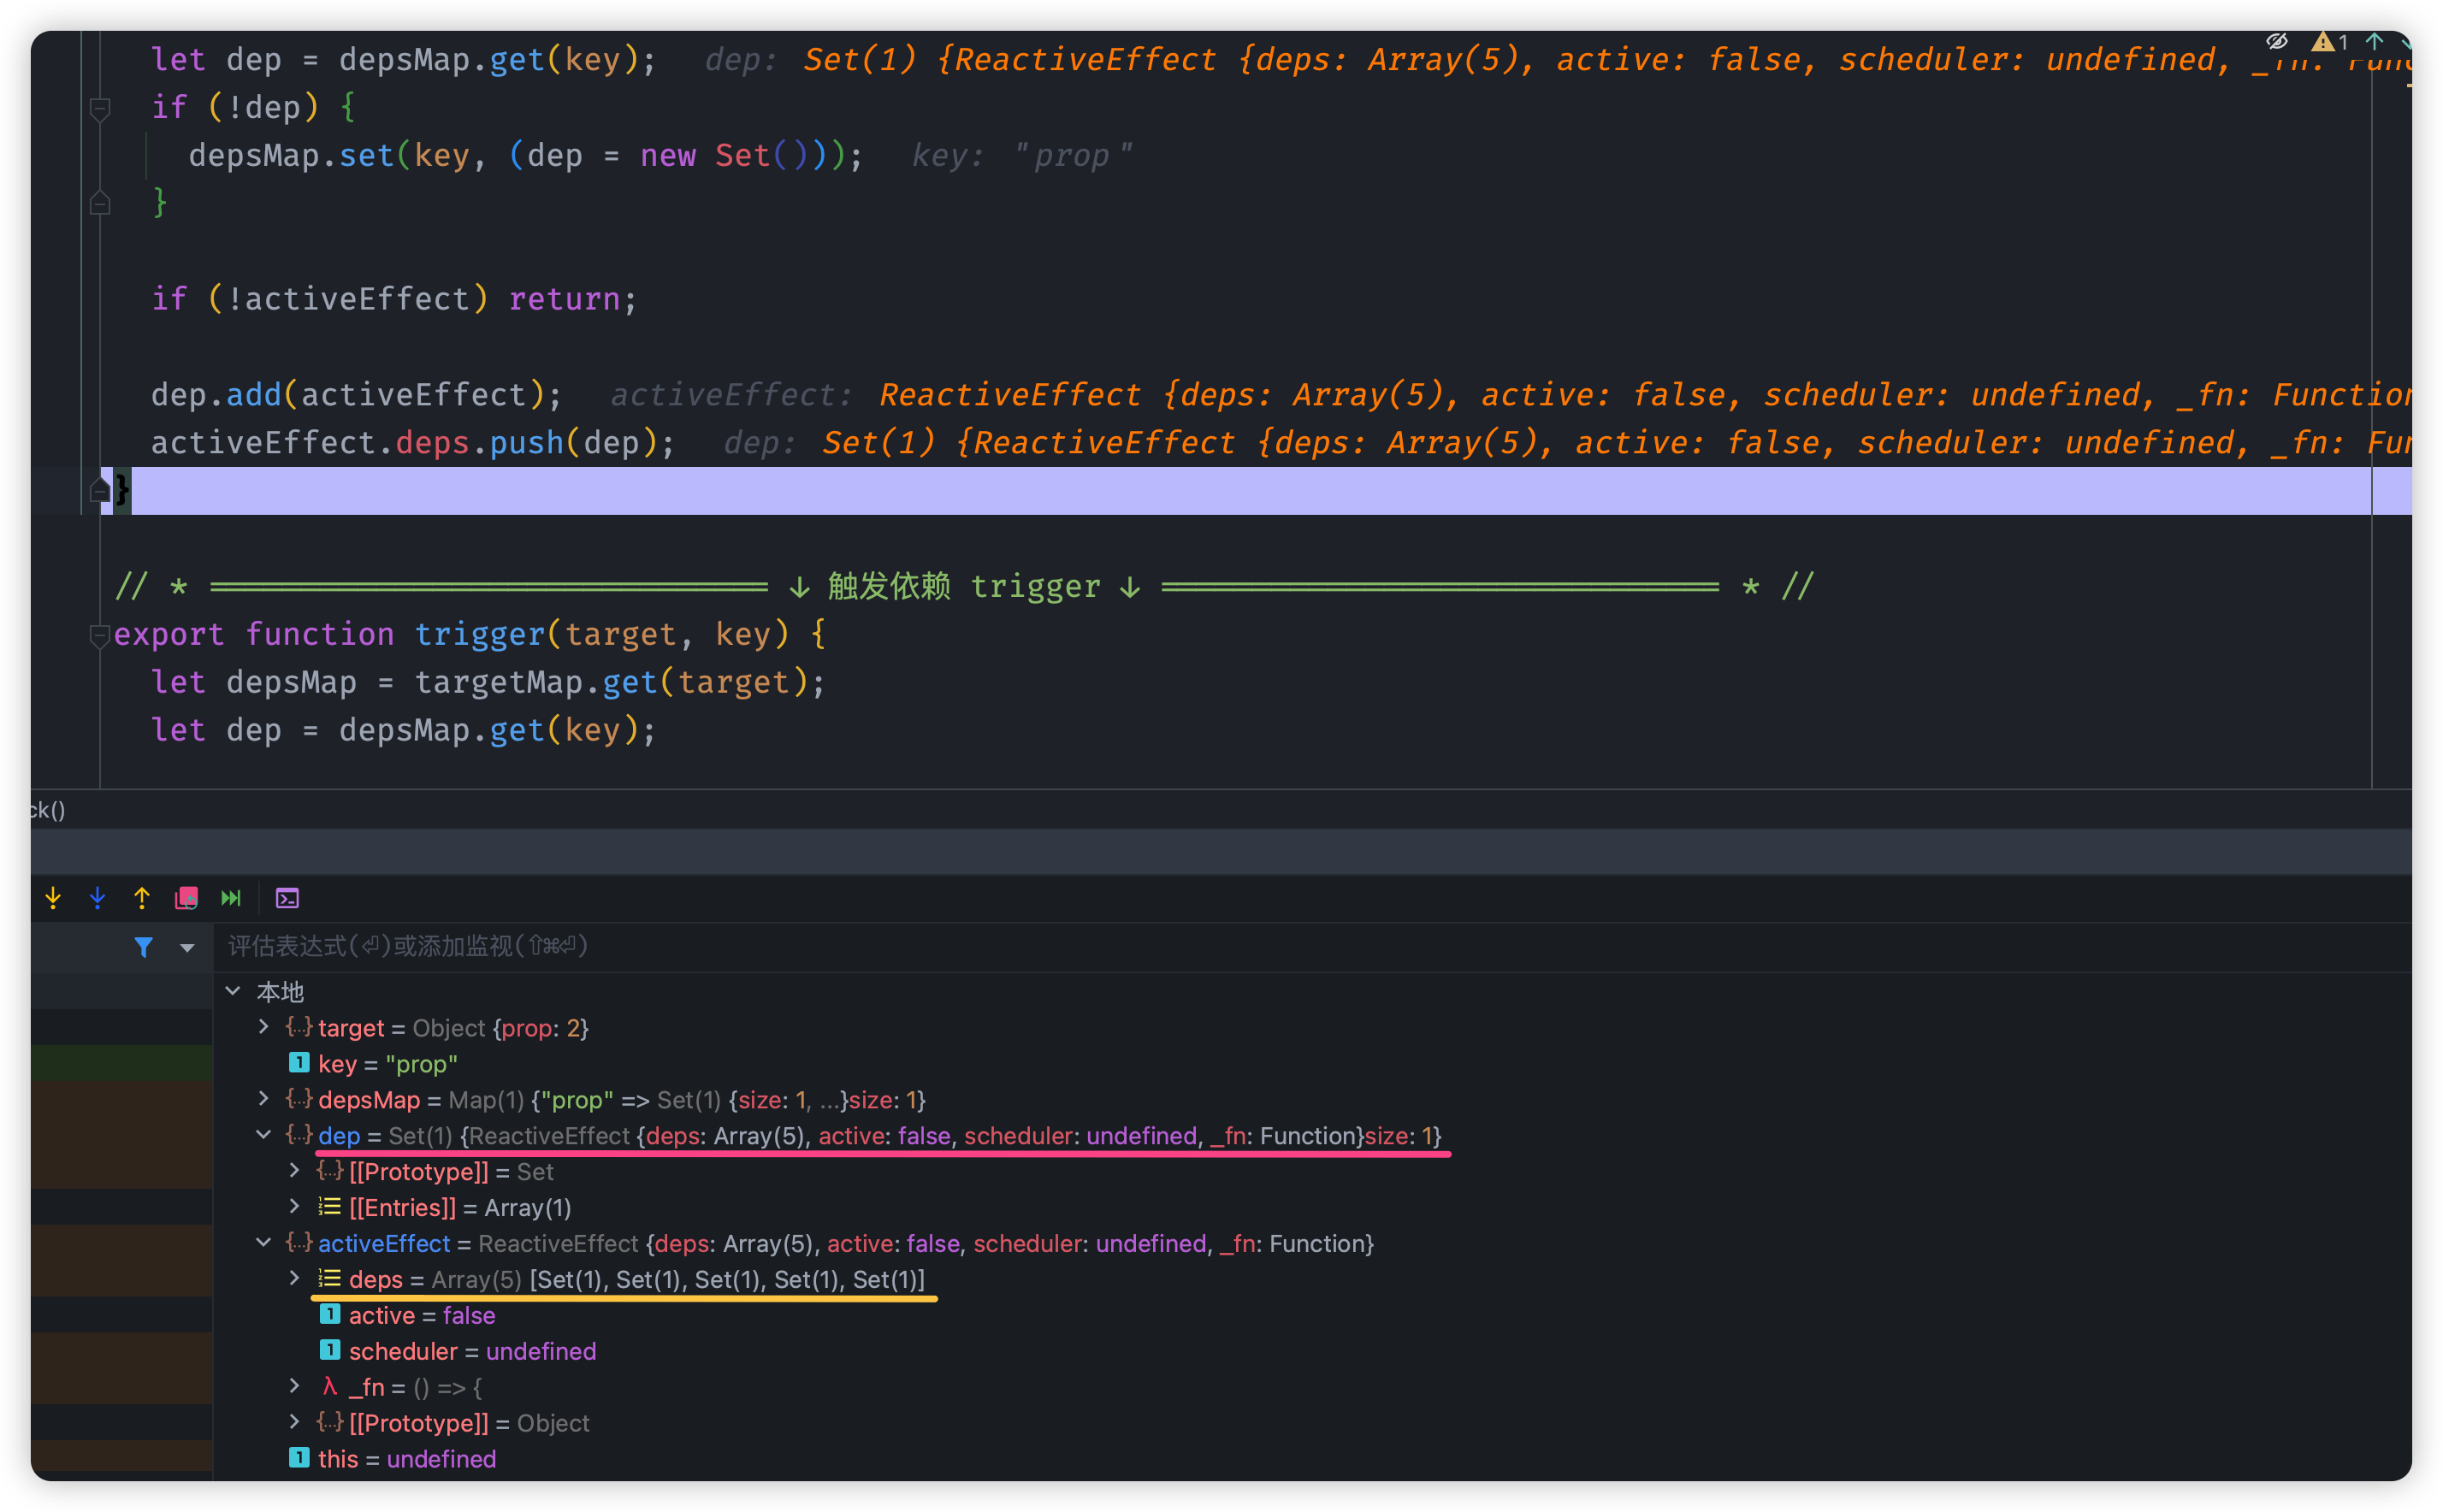 let dep = depsMap.get(key);   dep: Set(1) {ReactiveEffect {deps: Array(5), active: false, scheduler: undefined, _fn: Func
1
if (!dep) {
depsMap.set(key, (dep = new Set()));   key: "prop"
}
if (!activeEffect) return;
dep.add(activeEffect);   activeEffect: ReactiveEffect {deps: Array(5), active: false, scheduler: undefined, _fn: Function
activeEffect.deps.push(dep);   dep: Set(1) {ReactiveEffect {deps: Array(5), active: false, scheduler: undefined, _fn: Fun
}
// * ============================== ↓ 触发依赖 trigger ↓ ============================== * //
export function trigger(target, key) {
let depsMap = targetMap.get(target);
let dep = depsMap.get(key);
ck()
评估表达式(⏎)或添加监视(⇧⌘⏎)
本地
{...} target = Object {prop: 2}
1 key = "prop"
{...} depsMap = Map(1) {"prop" => Set(1) {size: 1, ...}size: 1}
{...} dep = Set(1) {ReactiveEffect {deps: Array(5), active: false, scheduler: undefined, _fn: Function}size: 1}
{...} [[Prototype]] = Set
[[Entries]] = Array(1)
{...} activeEffect = ReactiveEffect {deps: Array(5), active: false, scheduler: undefined, _fn: Function}
deps = Array(5) [Set(1), Set(1), Set(1), Set(1), Set(1)]
1 active = false
1 scheduler = undefined
λ _fn = () => {
{...} [[Prototype]] = Object
1 this = undefined